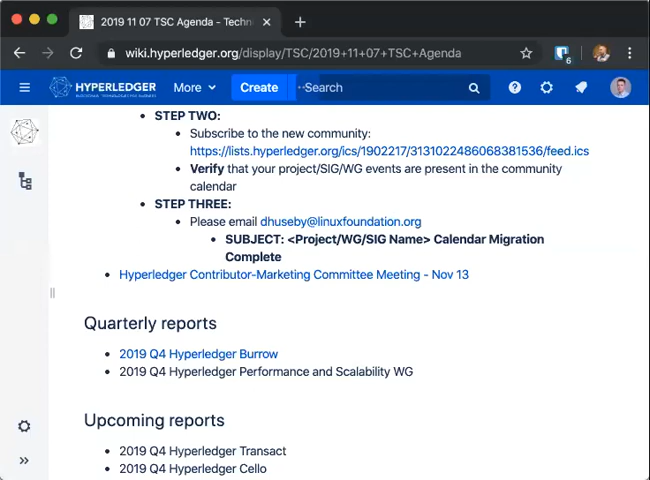 2019 11 07 TSC Agenda - Techni
wiki.hyperledger.org/display/TSC/2019+11+07+TSC+Agenda
6
HYPERLEDGER
More
Create
Search
STEP TWO:
Subscribe to the new community:
https://lists.hyperledger.org/ics/1902217/3131022486068381536/feed.ics
Verify that your project/SIG/WG events are present in the community
calendar
STEP THREE:
Please email dhuseby@linuxfoundation.org
SUBJECT: <Project/WG/SIG Name> Calendar Migration
Complete
Hyperledger Contributor-Marketing Committee Meeting - Nov 13
Quarterly reports
2019 Q4 Hyperledger Burrow
2019 Q4 Hyperledger Performance and Scalability WG
Upcoming reports
2019 Q4 Hyperledger Transact
2019 Q4 Hyperledger Cello